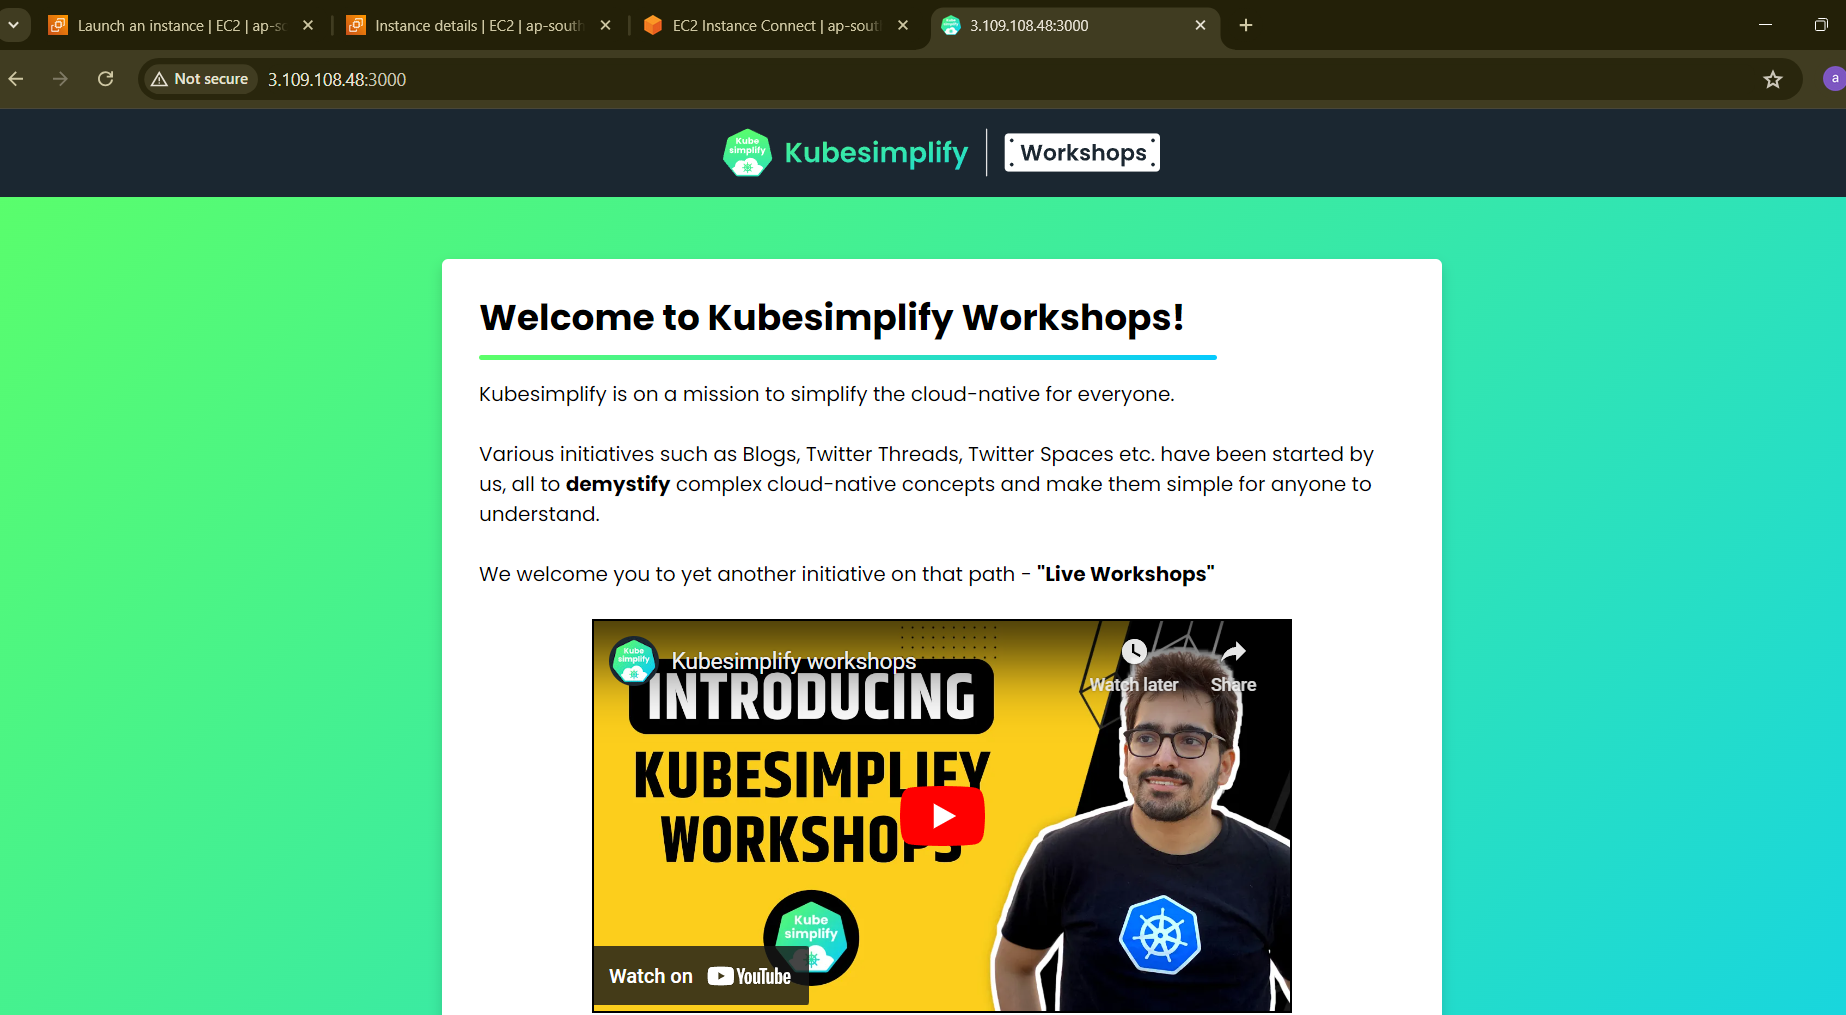 Launch an instance | EC2 | ap-sc
Instance details | EC2 | ap-south
EC2 Instance Connect | ap-south
3.109.108.48:3000
Not secure
3.109.108.48:3000
a
Kube
simplify
Kubesimplify
Workshops
Welcome to Kubesimplify Workshops!
Kubesimplify is on a mission to simplify the cloud-native for everyone.
Various initiatives such as Blogs, Twitter Threads, Twitter Spaces etc. have been started by
us, all to demystify complex cloud-native concepts and make them simple for anyone to
understand.
We welcome you to yet another initiative on that path - "Live Workshops"
Kube
simplify
Kubesimplify workshops
Watch later
Share
INTRODUCING
KUBESIMPLIFY
WORKSHOPS
Kube
simplify
Watch on YouTube